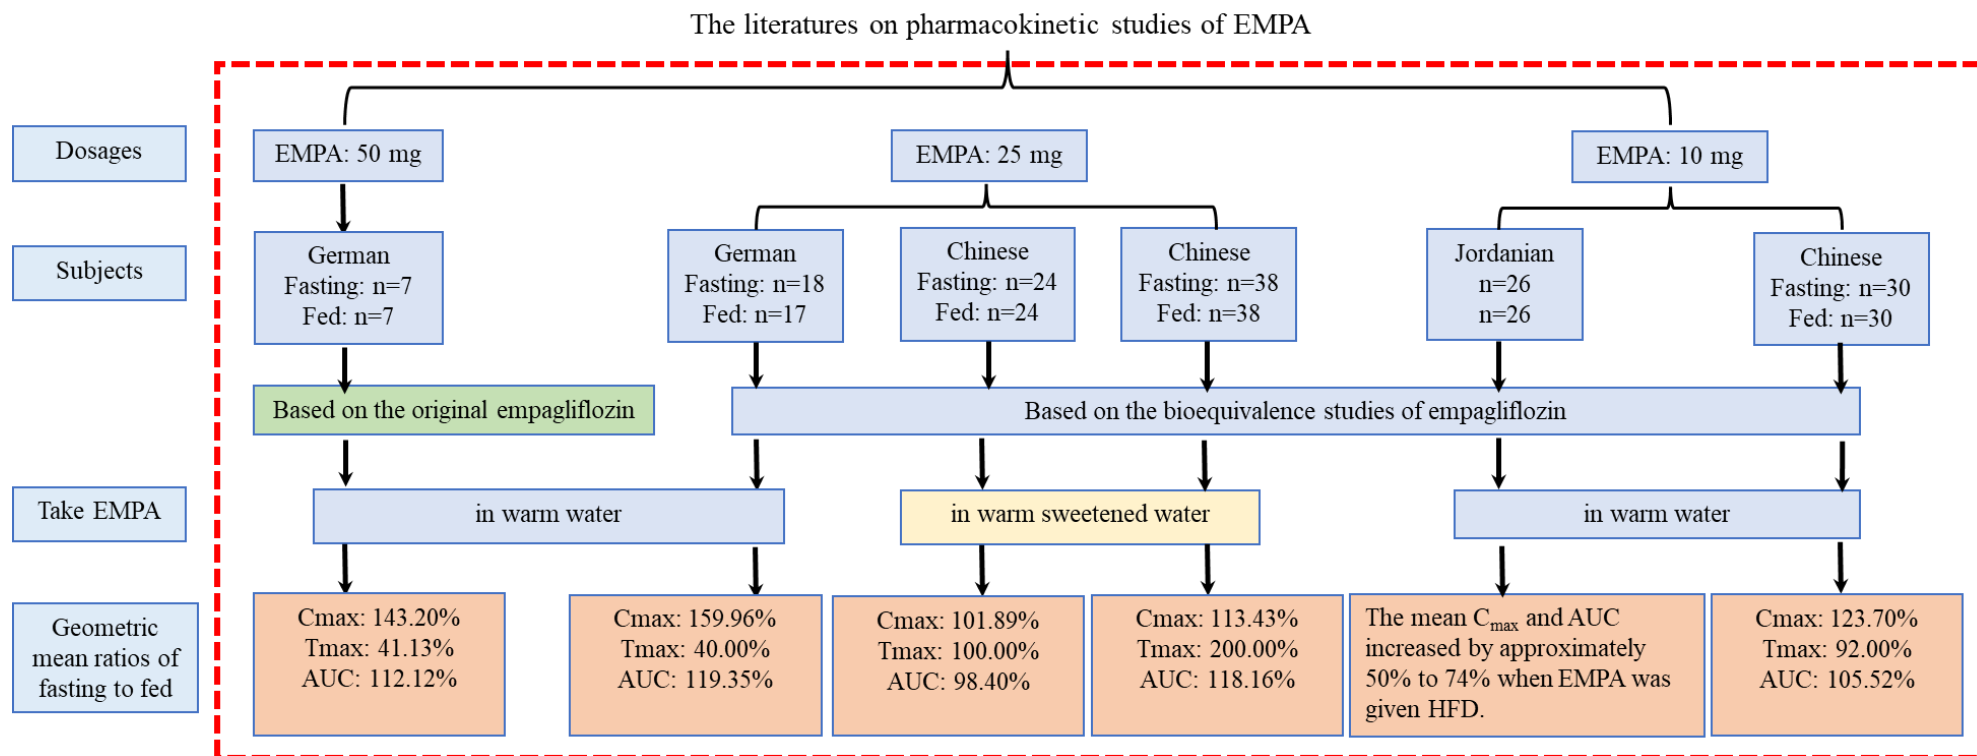 The literatures on pharmacokinetic studies of EMPA
Dosages
EMPA: 50 mg
EMPA: 25 mg
EMPA: 10 mg
Subjects
German
Fasting: n=7
Fed: n=7
German
Fasting: n=18
Fed: n=17
Chinese
Fasting: n=24
Fed: n=24
Chinese
Fasting: n=38
Fed: n=38
Jordanian
n=26
n=26
Chinese
Fasting: n=30
Fed: n=30
Based on the original empagliflozin
Based on the bioequivalence studies of empagliflozin
Take EMPA
in warm water
in warm sweetened water
in warm water
Geometric
mean ratios of
fasting to fed
Cmax: 143.20%
Tmax: 41.13%
AUC: 112.12%
Cmax: 159.96%
Tmax: 40.00%
AUC: 119.35%
Cmax: 101.89%
Tmax: 100.00%
AUC: 98.40%
Cmax: 113.43%
Tmax: 200.00%
AUC: 118.16%
The mean Cmax and AUC
increased by approximately
50% to 74% when EMPA was
given HFD.
Cmax: 123.70%
Tmax: 92.00%
AUC: 105.52%